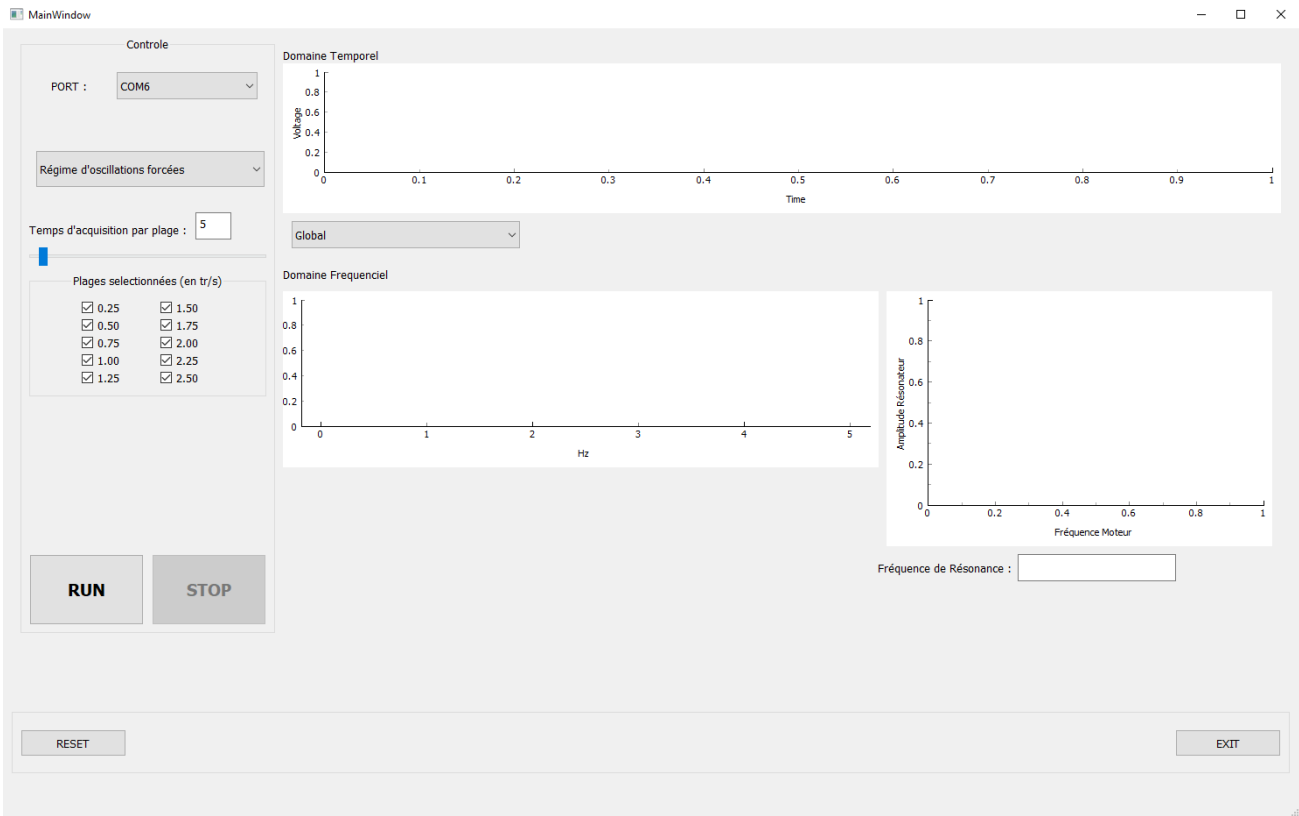 MainWindow
Controle
PORT : COM6
Régime d'oscillations forcées
Temps d'acquisition par plage : 5
Plages selectionnées (en tr/s)
0.25 1.50
0.50 1.75
0.75 2.00
1.00 2.25
1.25 2.50
RUN STOP
Domaine Temporel
Voltage
1
0.8
0.6
0.4
0.2
0
0 0.1 0.2 0.3 0.4 0.5 0.6 0.7 0.8 0.9 1
Time
Global
Domaine Frequenciel
1
0.8
0.6
0.4
0.2
0
0 1 2 3 4 5
Hz
Amplitude Résonateur
1
0.8
0.6
0.4
0.2
0
0 0.2 0.4 0.6 0.8 1
Fréquence Moteur
Fréquence de Résonance :
RESET EXIT